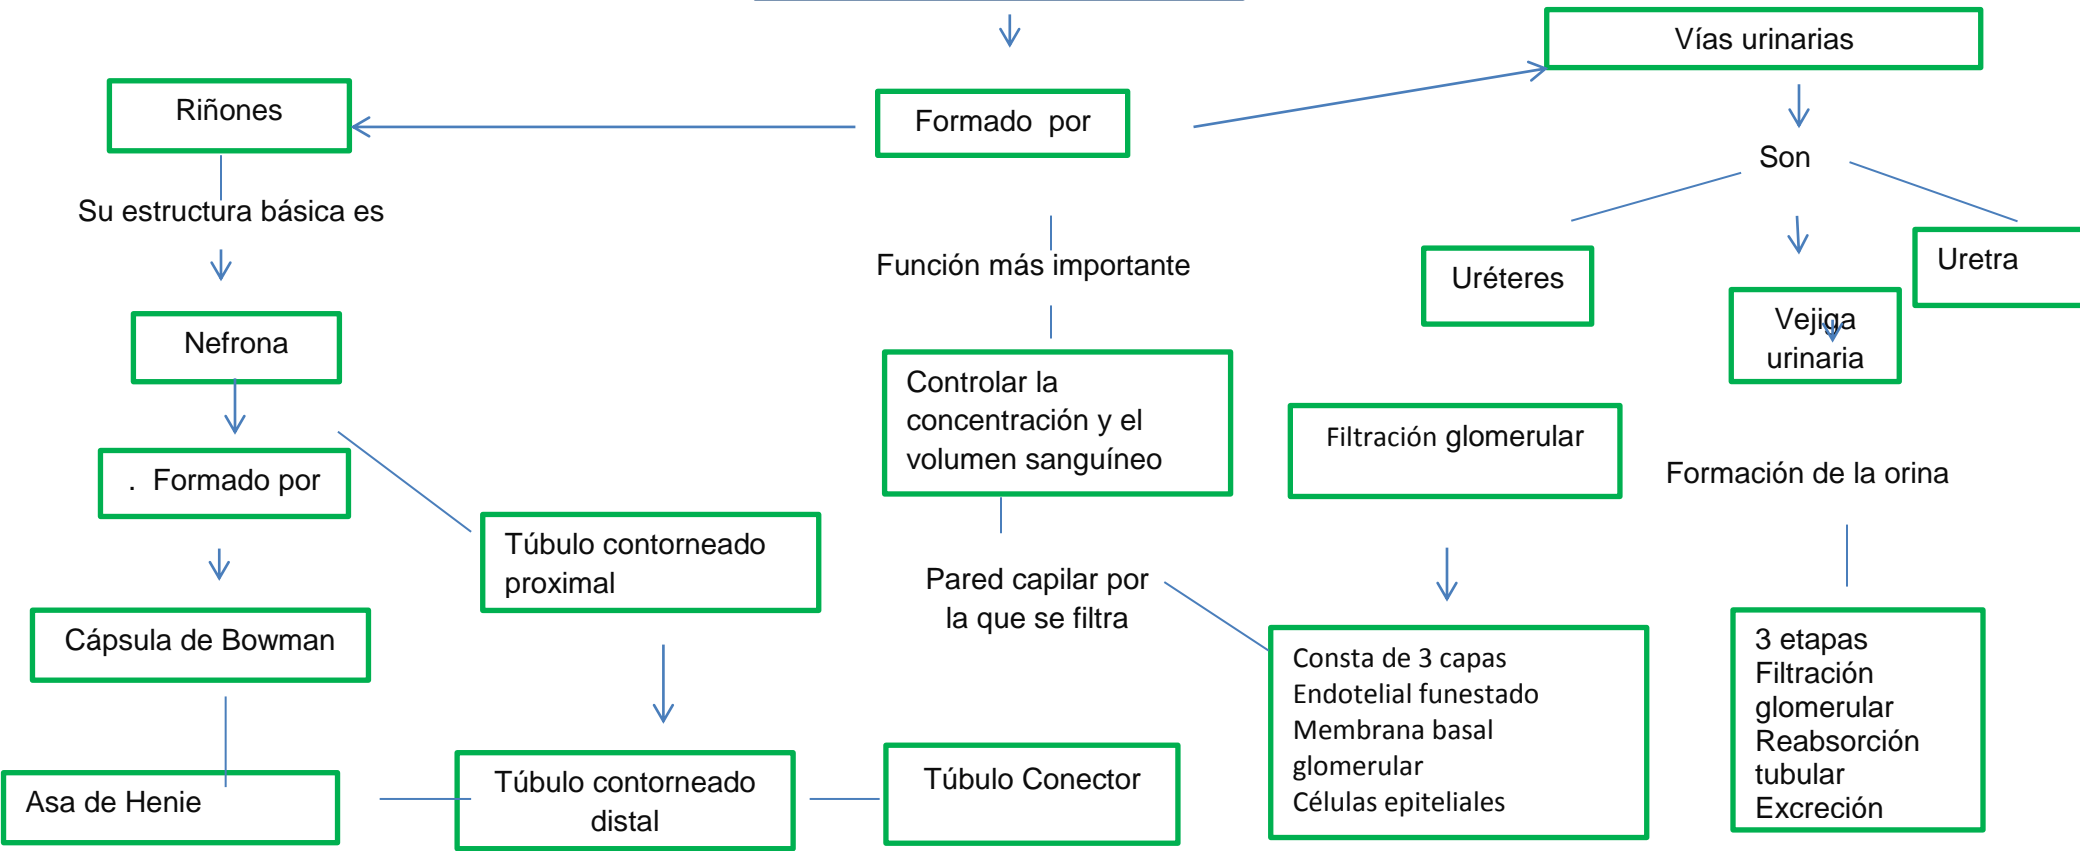 Vías urinarias
Riñones
Formado por
Son
Su estructura básica es
Función más importante
Uréteres
Uretra
Vejiga
urinaria
Nefrona
Controlar la
concentración y el
volumen sanguíneo
Filtración glomerular
Formación de la orina
. Formado por
Túbulo contorneado
proximal
Pared capilar por
la que se filtra
Cápsula de Bowman
Consta de 3 capas
Endotelial funestado
Membrana basal
glomerular
Células epiteliales
3 etapas
Filtración
glomerular
Reabsorción
tubular
Excreción
Asa de Henie
Túbulo contorneado
distal
Túbulo Conector